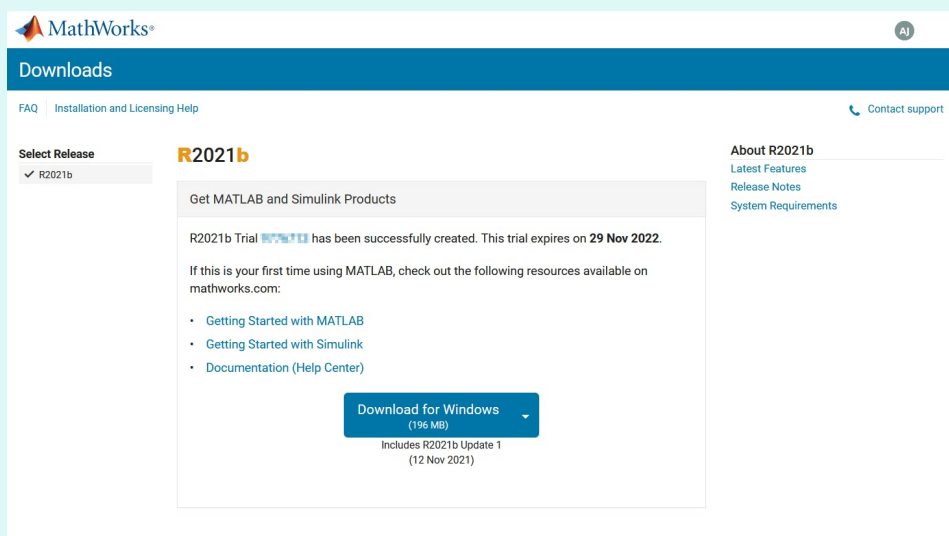 MathWorks®
AJ
Downloads
FAQ Installation and Licensing Help
Contact support
Select Release
R2021b
R2021b
Get MATLAB and Simulink Products
R2021b Trial has been successfully created. This trial expires on 29 Nov 2022.
If this is your first time using MATLAB, check out the following resources available on
mathworks.com:
• Getting Started with MATLAB
• Getting Started with Simulink
• Documentation (Help Center)
Download for Windows
(196 MB)
Includes R2021b Update 1
(12 Nov 2021)
About R2021b
Latest Features
Release Notes
System Requirements